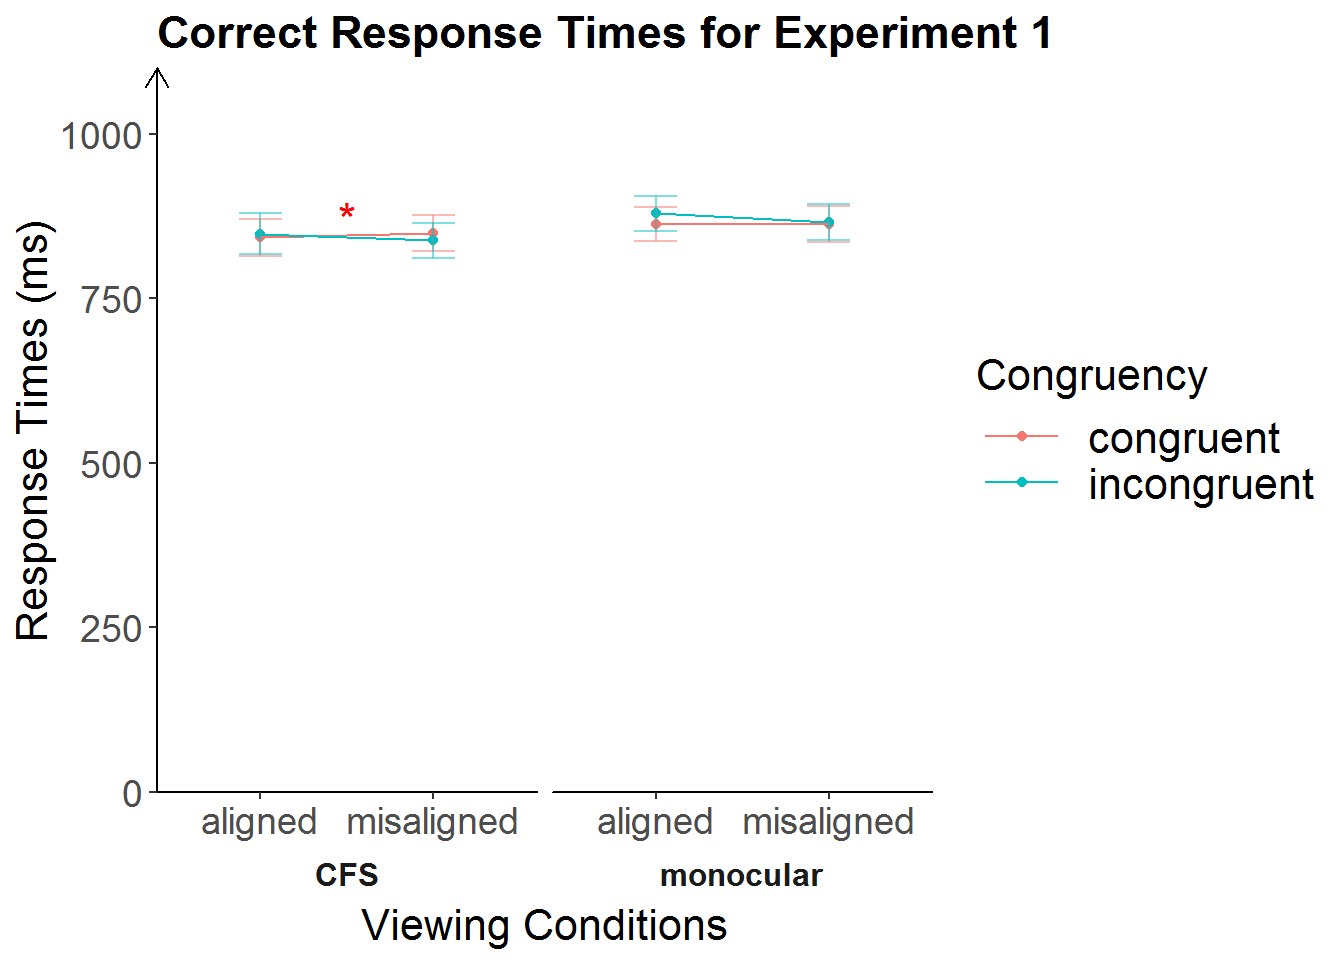 Correct Response Times for Experiment 1
1000
750
500
250
0
Response Times (ms)
*
aligned misaligned aligned misaligned
CFS monocular
Viewing Conditions
Congruency
congruent
incongruent